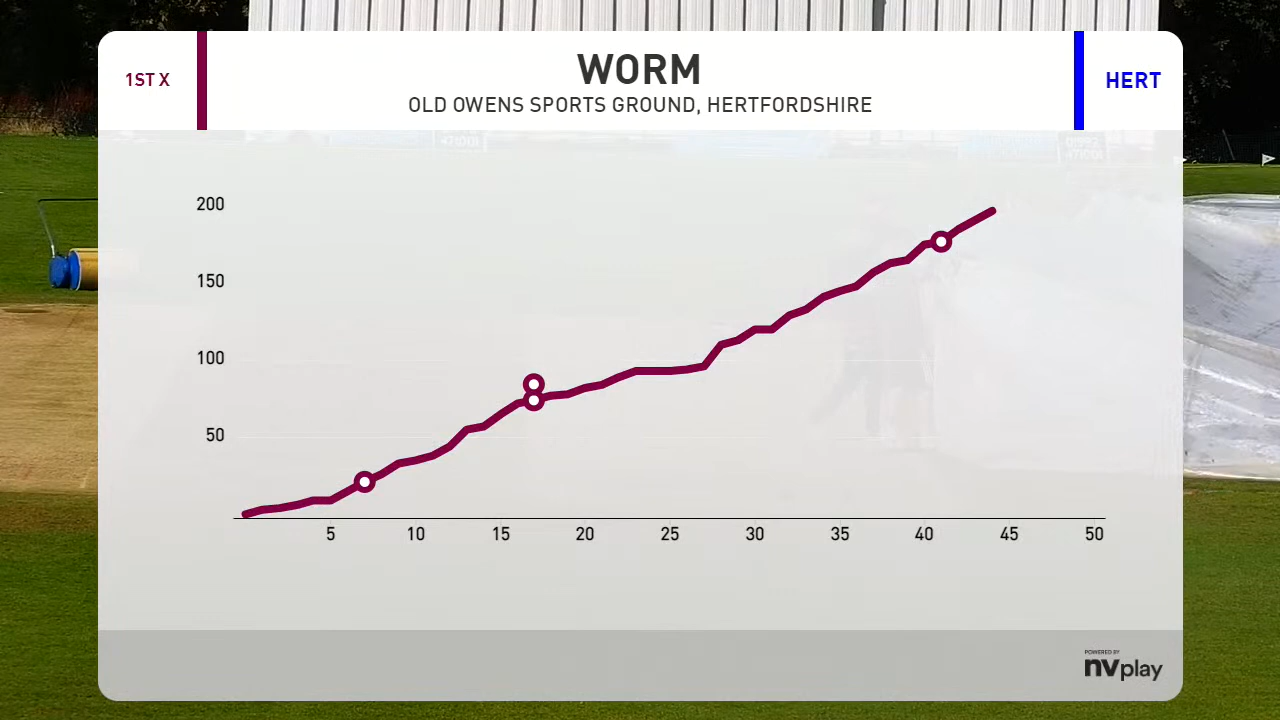 1ST X
WORM
OLD OWENS SPORTS GROUND, HERTFORDSHIRE
HERT
200
150
100
50
5 10 15 20 25 30 35 40 45 50
POWERED BY
nvplay